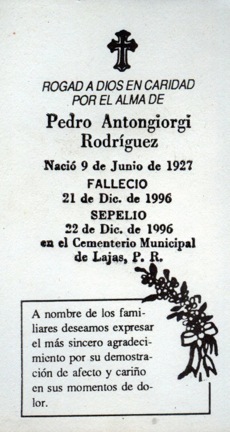 ROGAD A DIOS EN CARIDAD
POR EL ALMA DE
Pedro Antongiorgi
Rodríguez
Nació 9 de Junio de 1927
FALLECIO
21 de Dic. de 1996
SEPELIO
22 de Dic. de 1996
en el Cementerio Municipal
de Lajas, P. R.
A nombre de los fami-
liares deseamos expresar
el más sincero agradeci-
miento por su demostra-
ción de afecto y cariño
en sus momentos de do-
lor.